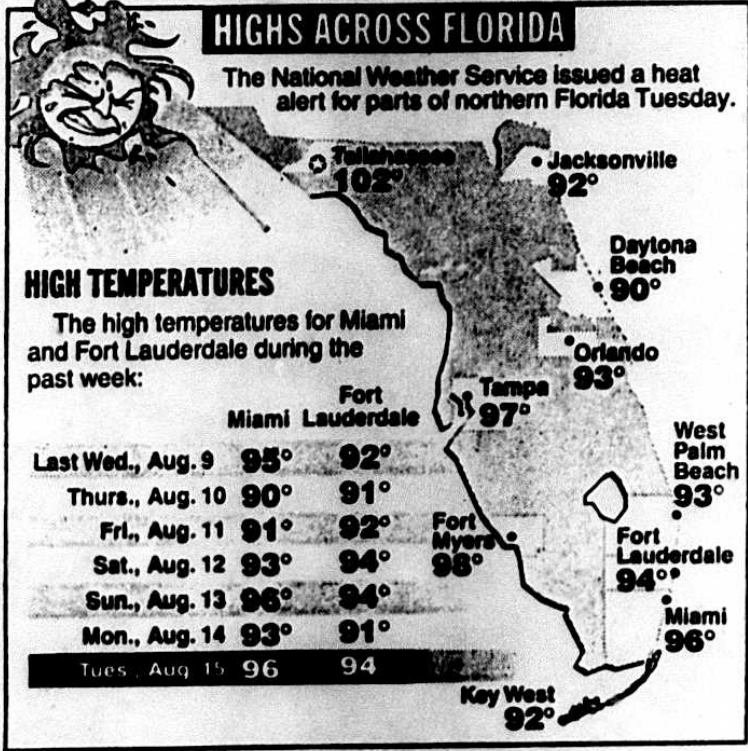 HIGHS ACROSS FLORIDA
The National Weather Service issued a heat
alert for parts of northern Florida Tuesday.
Tallahassee
102°
Jacksonville
92°
Daytona
Beach
90°
Orlando
93°
Tampa
97°
West
Palm
Beach
93°
Fort
Myers
98°
Fort
Lauderdale
94°
Miami
96°
Key West
92°
HIGH TEMPERATURES
The high temperatures for Miami
and Fort Lauderdale during the
past week:
Fort
Miami Lauderdale
Last Wed., Aug. 9 95° 92°
Thurs., Aug. 10 90° 91°
Fri., Aug. 11 91° 92°
Sat., Aug. 12 93° 94°
Sun., Aug. 13 96° 94°
Mon., Aug. 14 93° 91°
Tues., Aug. 15 96 94